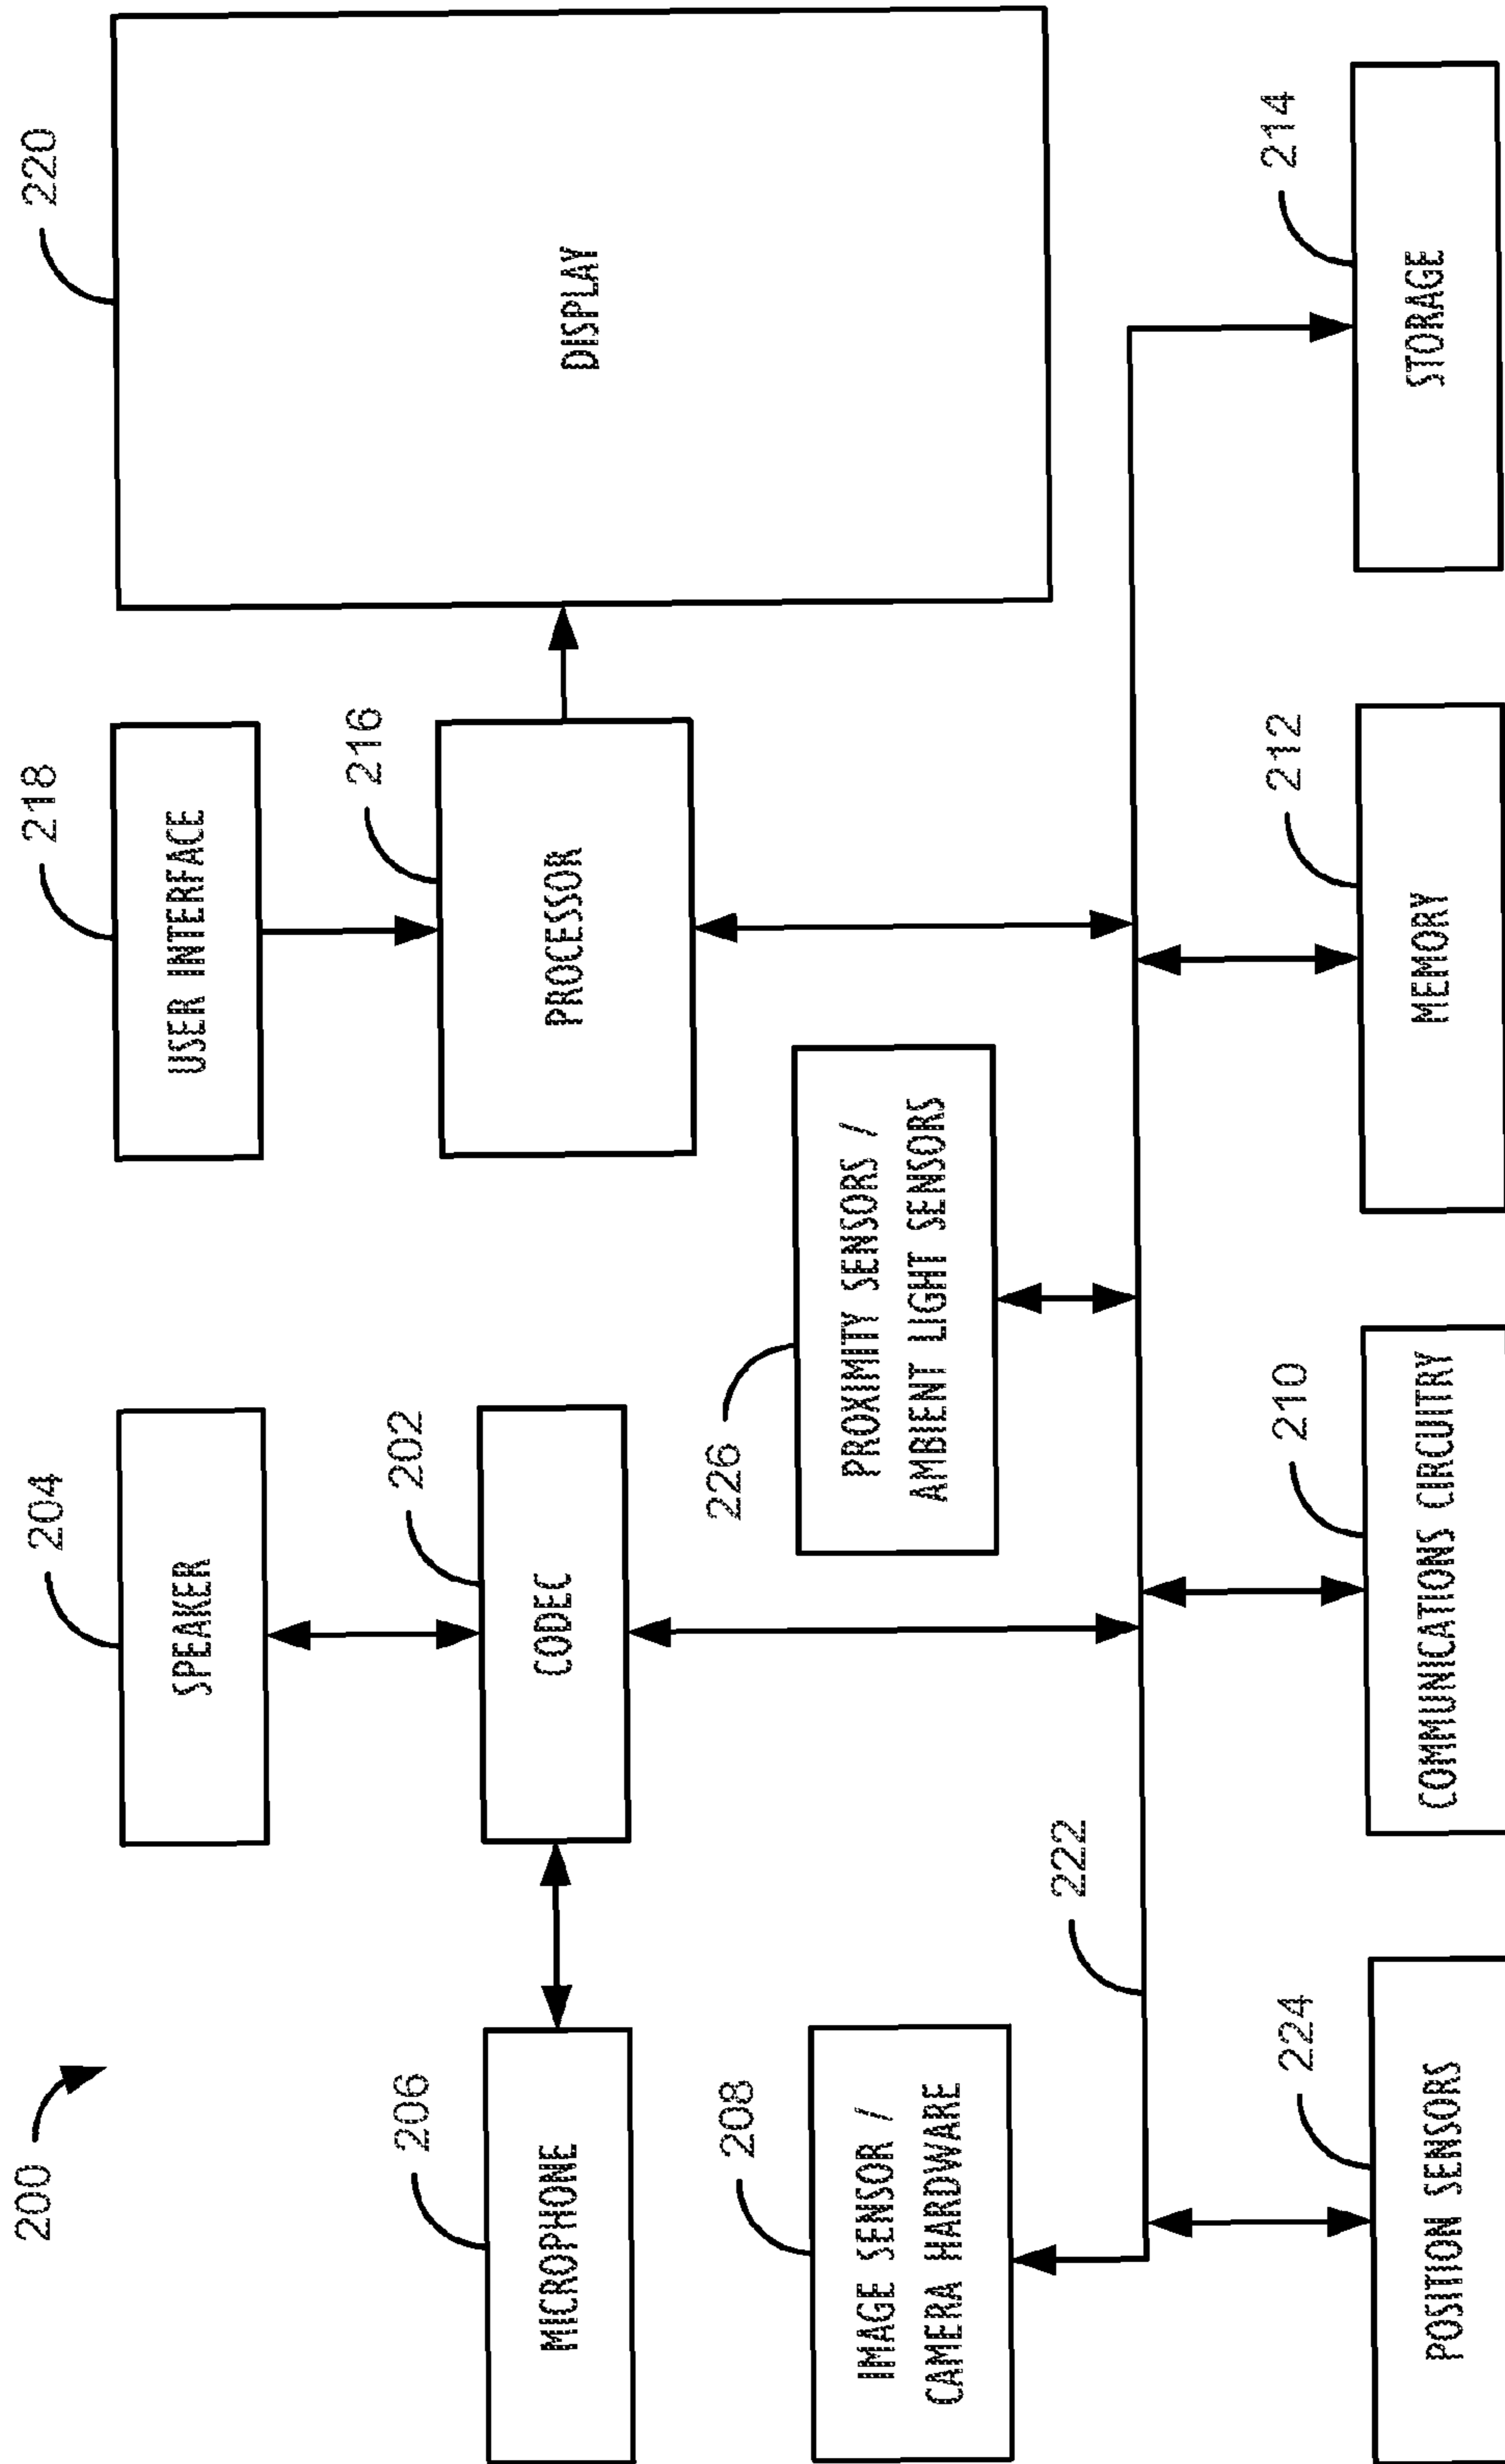 200
204
218
220
SPEAKER
USER INTERFACE
206
202
216
MICROPHONE
CODEC
PROCESSOR
DISPLAY
208
226
IMAGE SENSOR /
CAMERA HARDWARE
PROXIMITY SENSORS /
AMBIENT LIGHT SENSORS
222
224
210
212
214
POSITION SENSORS
COMMUNICATIONS CIRCUITRY
MEMORY
STORAGE